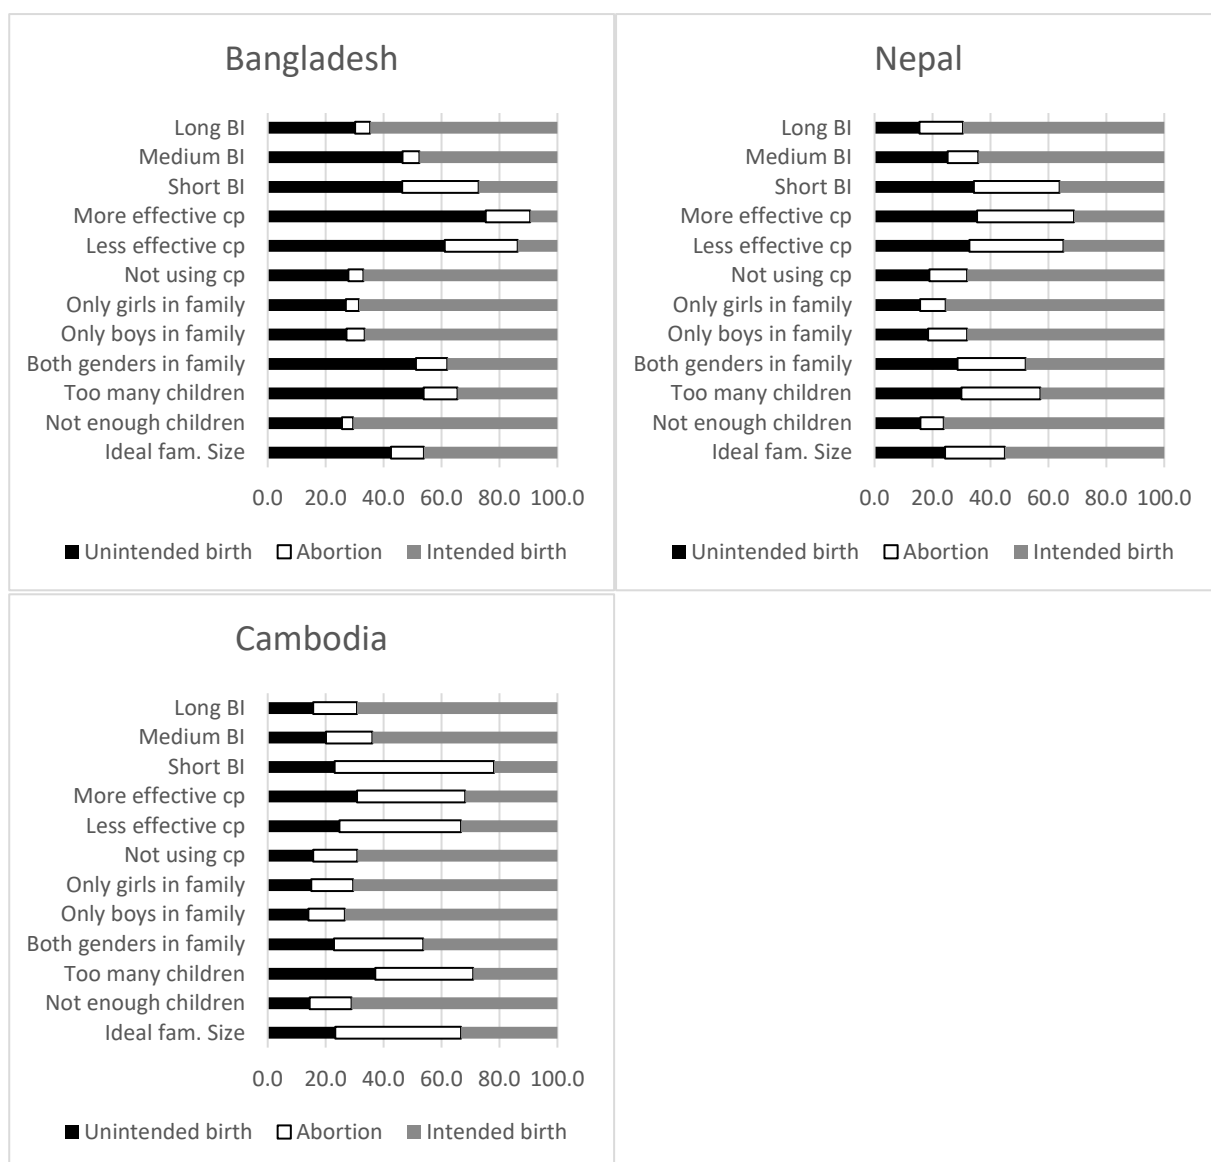 Bangladesh
Long BI
Medium BI
Short BI
More effective cp
Less effective cp
Not using cp
Only girls in family
Only boys in family
Both genders in family
Too many children
Not enough children
Ideal fam. Size
0.0 20.0 40.0 60.0 80.0 100.0
Unintended birth Abortion Intended birth
Nepal
Long BI
Medium BI
Short BI
More effective cp
Less effective cp
Not using cp
Only girls in family
Only boys in family
Both genders in family
Too many children
Not enough children
Ideal fam. Size
0.0 20.0 40.0 60.0 80.0 100.0
Unintended birth Abortion Intended birth
Cambodia
Long BI
Medium BI
Short BI
More effective cp
Less effective cp
Not using cp
Only girls in family
Only boys in family
Both genders in family
Too many children
Not enough children
Ideal fam. Size
0.0 20.0 40.0 60.0 80.0 100.0
Unintended birth Abortion Intended birth